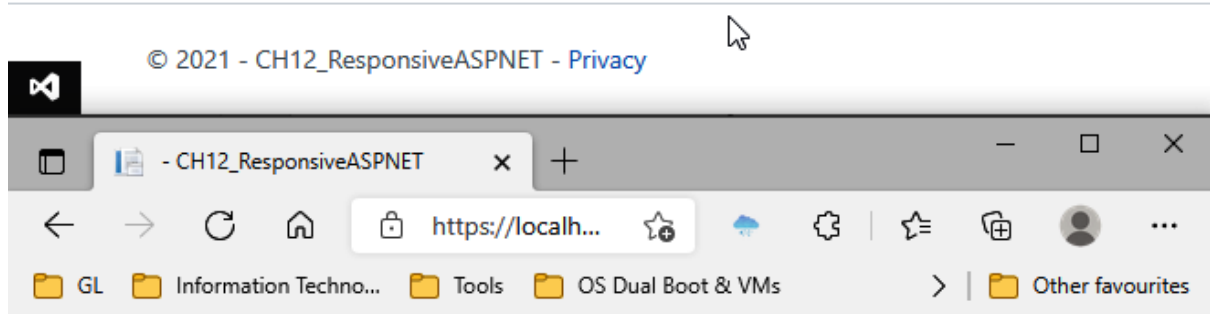 © 2021 - CH12_ResponsiveASPNET - Privacy
- CH12_ResponsiveASPNET
https://localh...
GL Information Techno... Tools OS Dual Boot & VMs Other favourites